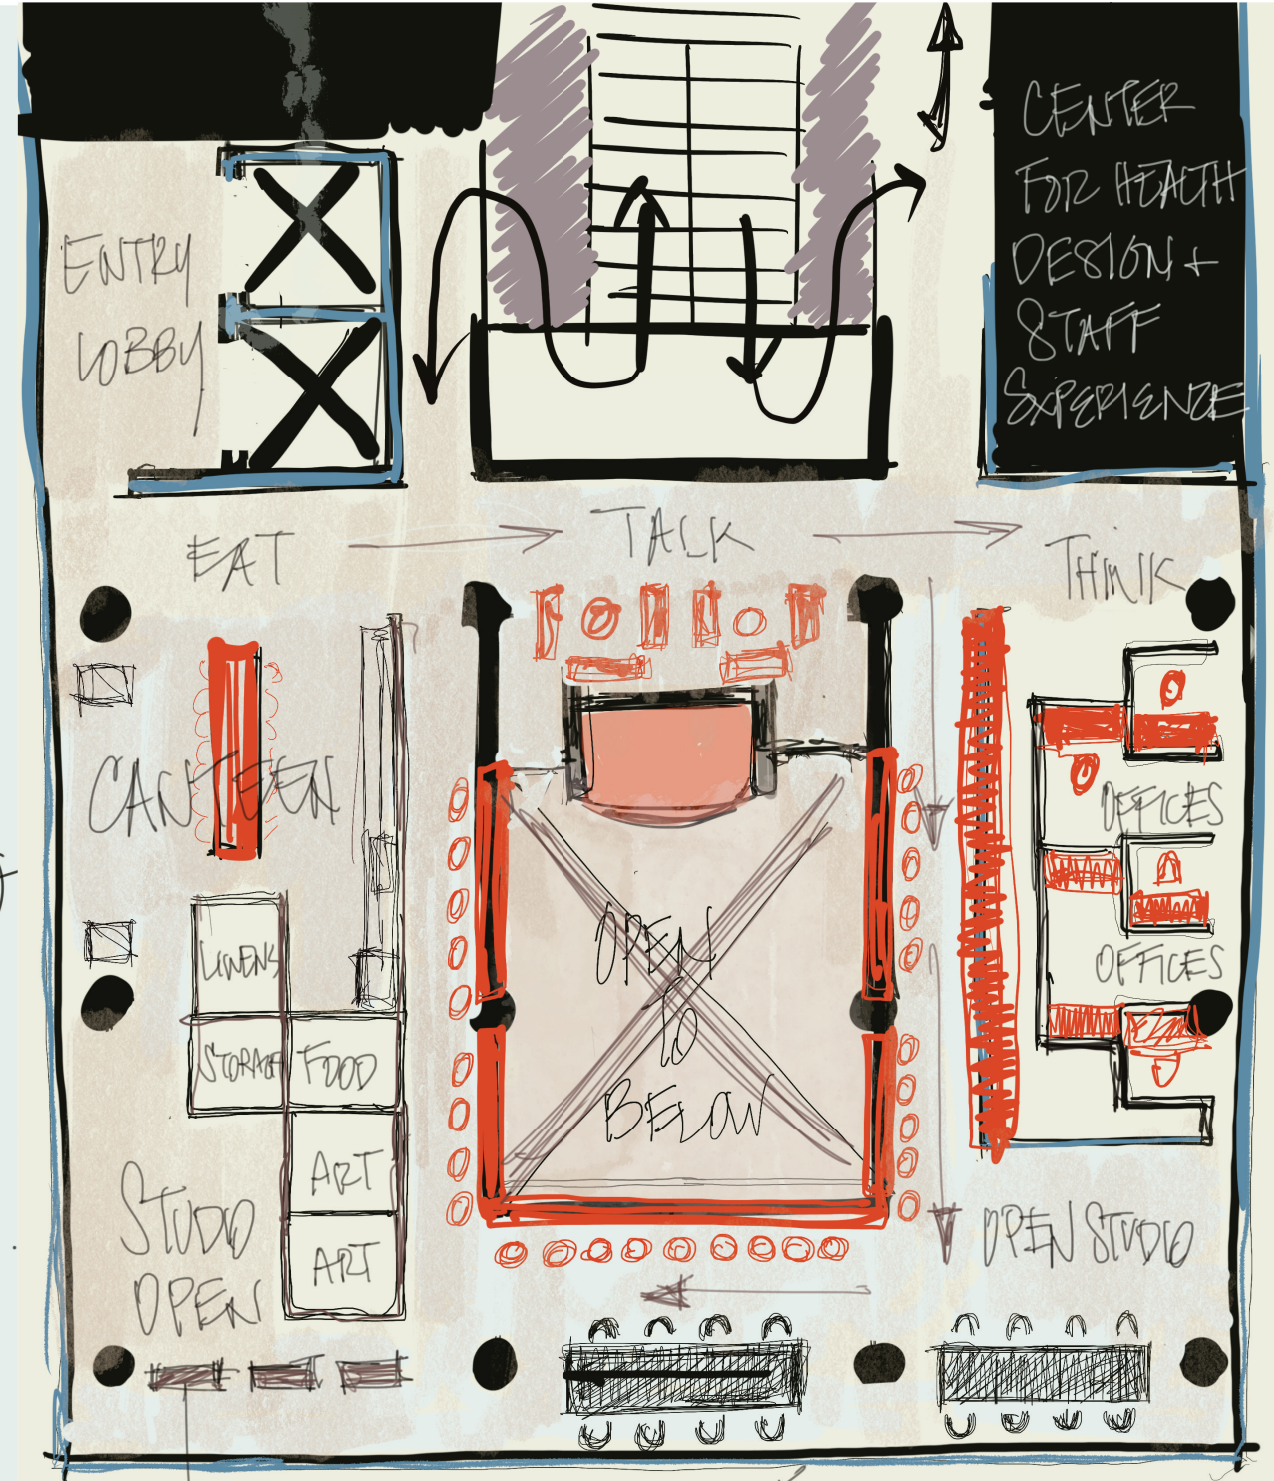 CENTER
FOR HEALTH
DESIGN +
STAFF
EXPERIENCE
ENTRY
LOBBY
EAT
TALK
THINK
CANTEEN
OFFICES
LINENS
OPEN
TO
BELOW
OFFICES
STORAGE
FOOD
ART
STUDIO
OPEN
ART
OPEN STUDIO